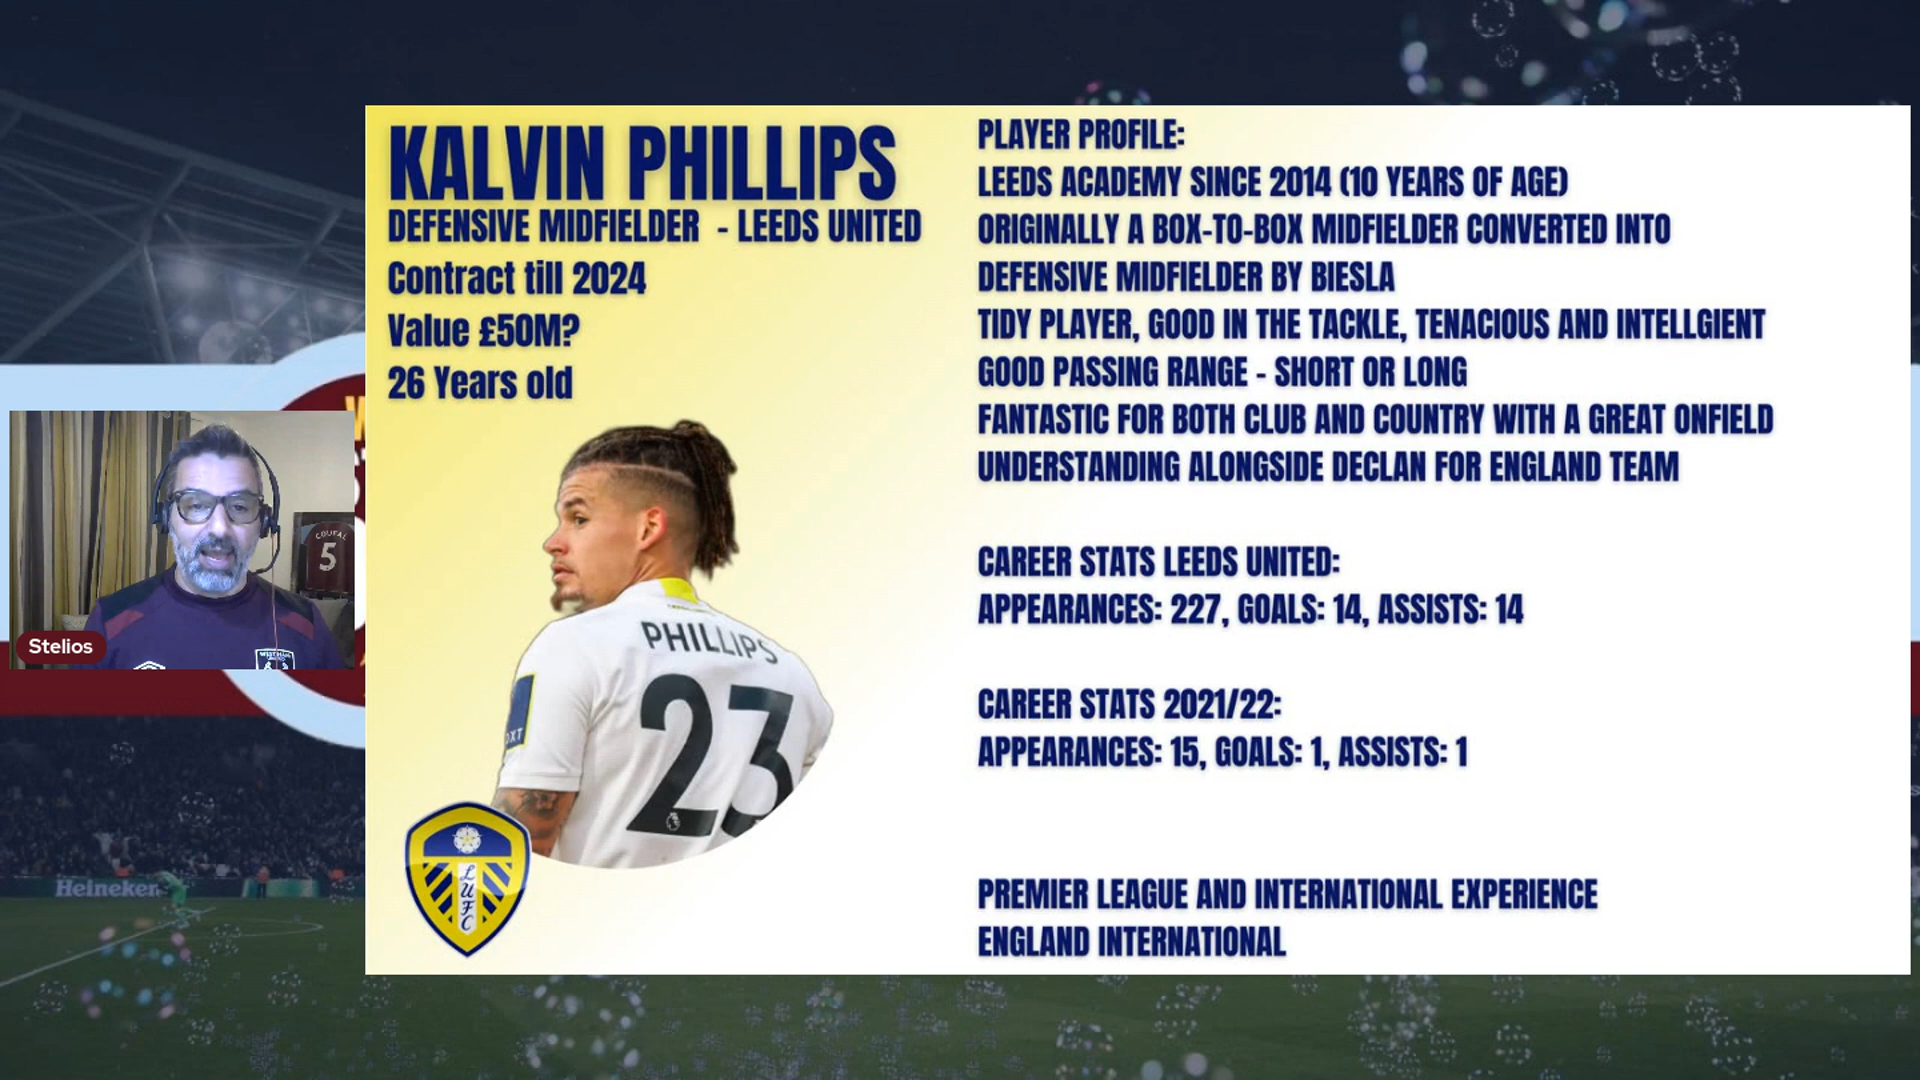 KALVIN PHILLIPS
DEFENSIVE MIDFIELDER - LEEDS UNITED
Contract till 2024
Value £50M?
26 Years old
PHILLIPS
23
LUFC
PLAYER PROFILE:
LEEDS ACADEMY SINCE 2014 (10 YEARS OF AGE)
ORIGINALLY A BOX-TO-BOX MIDFIELDER CONVERTED INTO
DEFENSIVE MIDFIELDER BY BIESLA
TIDY PLAYER, GOOD IN THE TACKLE, TENACIOUS AND INTELLGIENT
GOOD PASSING RANGE - SHORT OR LONG
FANTASTIC FOR BOTH CLUB AND COUNTRY WITH A GREAT ONFIELD
UNDERSTANDING ALONGSIDE DECLAN FOR ENGLAND TEAM
CAREER STATS LEEDS UNITED:
APPEARANCES: 227, GOALS: 14, ASSISTS: 14
CAREER STATS 2021/22:
APPEARANCES: 15, GOALS: 1, ASSISTS: 1
PREMIER LEAGUE AND INTERNATIONAL EXPERIENCE
ENGLAND INTERNATIONAL
COUFAL
5
Stelios
WEST HAM
UNITED
Heineken